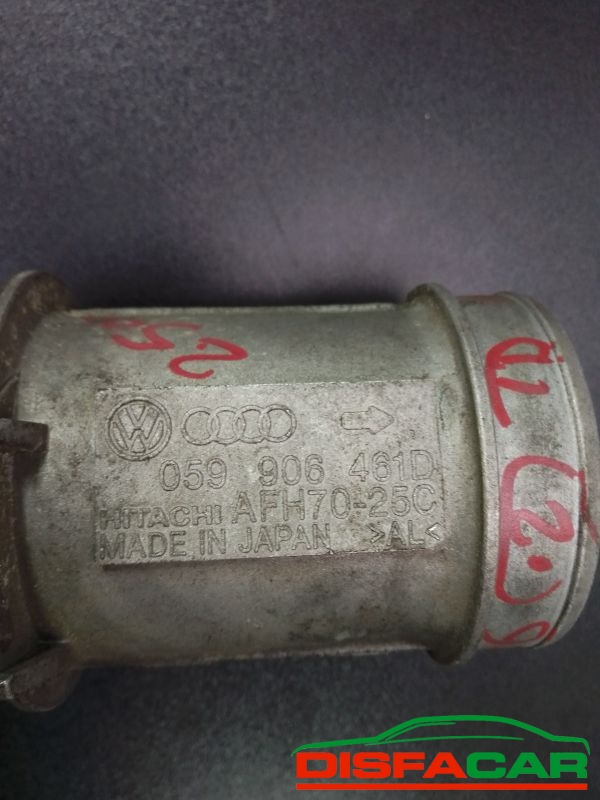 059 906 461D
HITACHI AFH70-25C
MADE IN JAPAN >AL<
DISFACAR